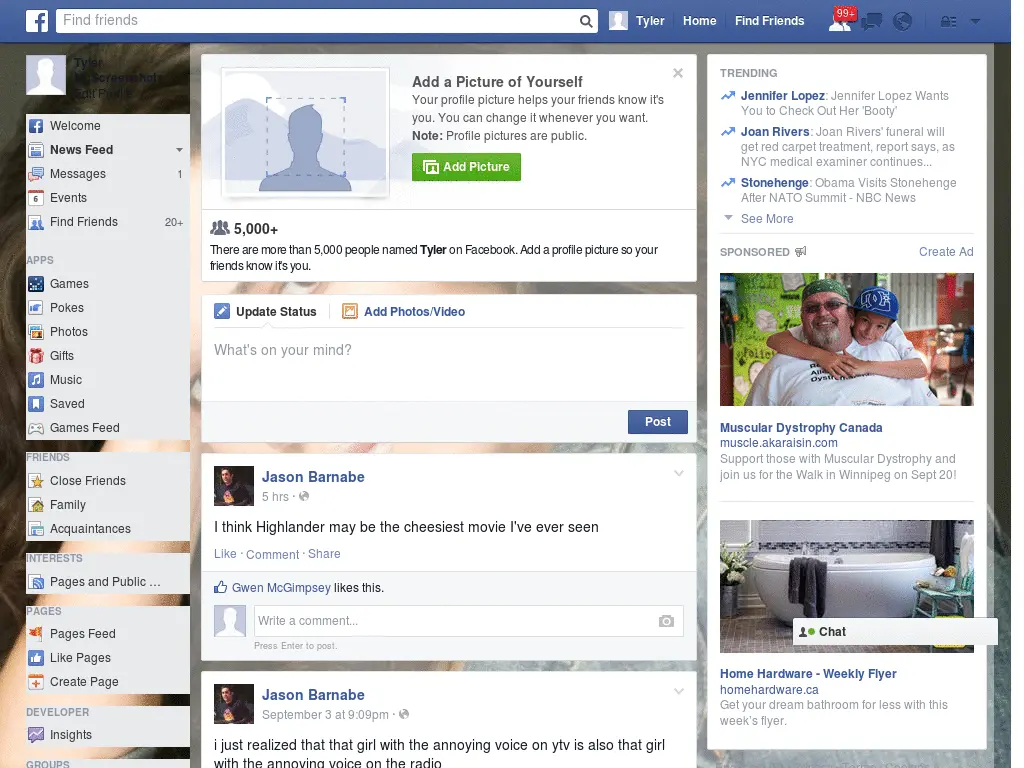 Find friends
Tyler
Home
Find Friends
99+
Tyler
McScreenshots
Edit Profile
Welcome
News Feed
Messages 1
6 Events
Find Friends 20+
APPS
Games
Pokes
Photos
Gifts
Music
Saved
Games Feed
FRIENDS
Close Friends
Family
Acquaintances
INTERESTS
Pages and Public ...
PAGES
Pages Feed
Like Pages
Create Page
DEVELOPER
Insights
GROUPS
Add a Picture of Yourself
Your profile picture helps your friends know it's
you. You can change it whenever you want.
Note: Profile pictures are public.
Add Picture
5,000+
There are more than 5,000 people named Tyler on Facebook. Add a profile picture so your
friends know it's you.
Update Status
Add Photos/Video
What's on your mind?
Post
Jason Barnabe
5 hrs ·
I think Highlander may be the cheesiest movie I've ever seen
Like · Comment · Share
Gwen McGimpsey likes this.
Write a comment...
Press Enter to post.
Jason Barnabe
September 3 at 9:09pm ·
i just realized that that girl with the annoying voice on ytv is also that girl
with the annoying voice on the radio
TRENDING
Jennifer Lopez: Jennifer Lopez Wants
You to Check Out Her 'Booty'
Joan Rivers: Joan Rivers' funeral will
get red carpet treatment, report says, as
NYC medical examiner continues...
Stonehenge: Obama Visits Stonehenge
After NATO Summit - NBC News
See More
SPONSORED
Create Ad
Muscular Dystrophy Canada
muscle.akaraisin.com
Support those with Muscular Dystrophy and
join us for the Walk in Winnipeg on Sept 20!
Chat
Home Hardware - Weekly Flyer
homehardware.ca
Get your dream bathroom for less with this
week's flyer.